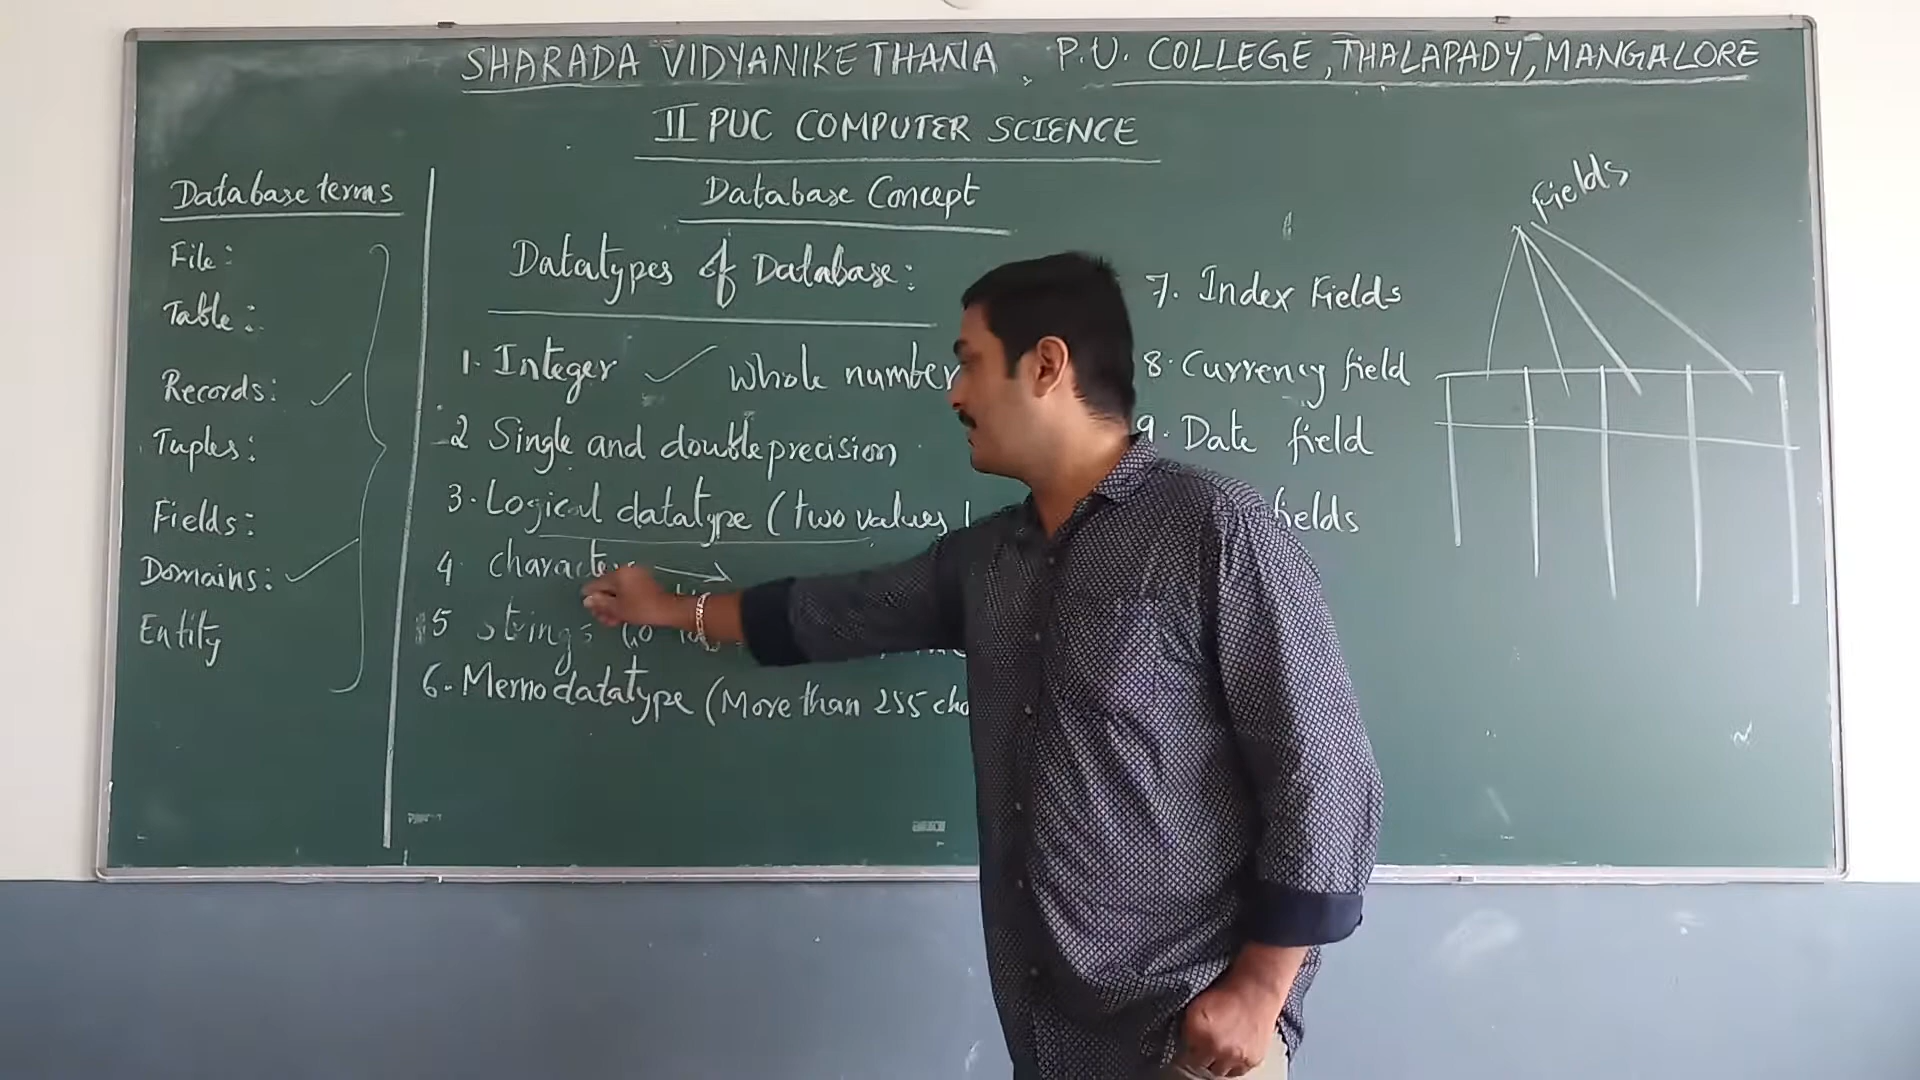 SHARADA VIDYANIKETHANA, P.U. COLLEGE, THALAPADY, MANGALORE
II PUC COMPUTER SCIENCE
Database Concept
Database terms
File:
Table:
Records:
Tuples:
Fields:
Domains:
Entity
Datatypes of Database:
1. Integer whole number
2 Single and double precision
3. Logical datatype (two values
4. character
5 strings
6. Memo datatype (More than 255
7. Index Fields
8. Currency field
9. Date field
fields
Fields